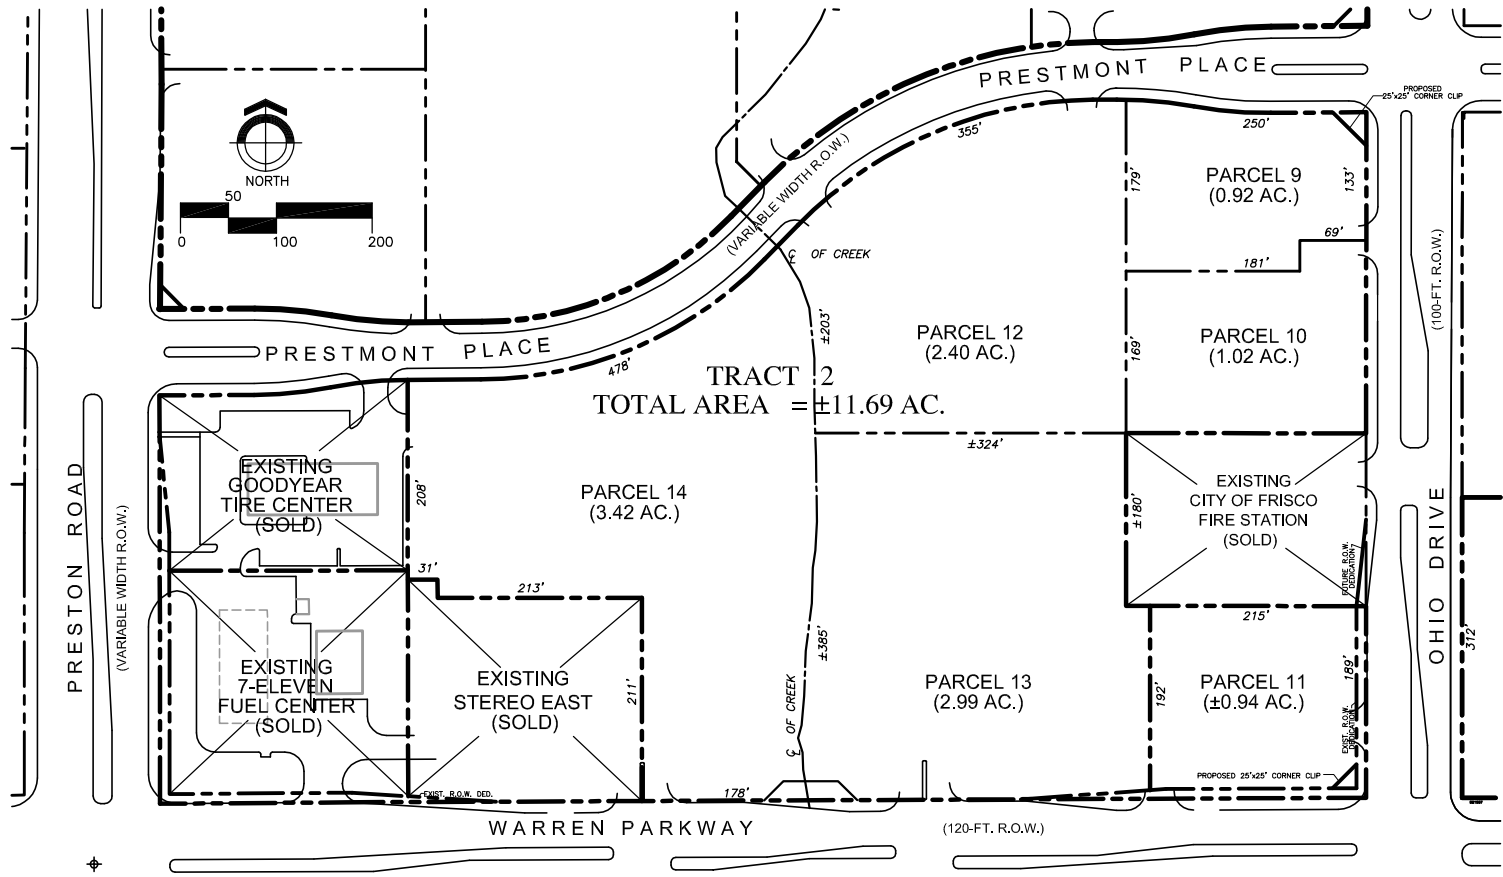 PRESTMONT PLACE
PROPOSED
25'x25' CORNER CLIP
250'
355'
NORTH
50
0 100 200
(VARIABLE WIDTH R.O.W.)
179'
PARCEL 9
(0.92 AC.)
133'
69'
181'
℄ OF CREEK
±203'
PARCEL 12
(2.40 AC.)
169'
PARCEL 10
(1.02 AC.)
(100-FT. R.O.W.)
PRESTMONT PLACE
478'
TRACT 2
TOTAL AREA = ±11.69 AC.
±324'
PRESTON ROAD
(VARIABLE WIDTH R.O.W.)
EXISTING
GOODYEAR
TIRE CENTER
(SOLD)
208'
PARCEL 14
(3.42 AC.)
±180'
EXISTING
CITY OF FRISCO
FIRE STATION
(SOLD)
FUTURE R.O.W.
DEDICATION
OHIO DRIVE
31'
213'
215'
312'
±385'
EXISTING
7-ELEVEN
FUEL CENTER
(SOLD)
EXISTING
STEREO EAST
(SOLD)
211'
℄ OF CREEK
PARCEL 13
(2.99 AC.)
192'
PARCEL 11
(±0.94 AC.)
189'
EXIST. R.O.W.
DEDICATION
PROPOSED 25'x25' CORNER CLIP
EXIST. R.O.W. DED.
178'
WARREN PARKWAY
(120-FT. R.O.W.)